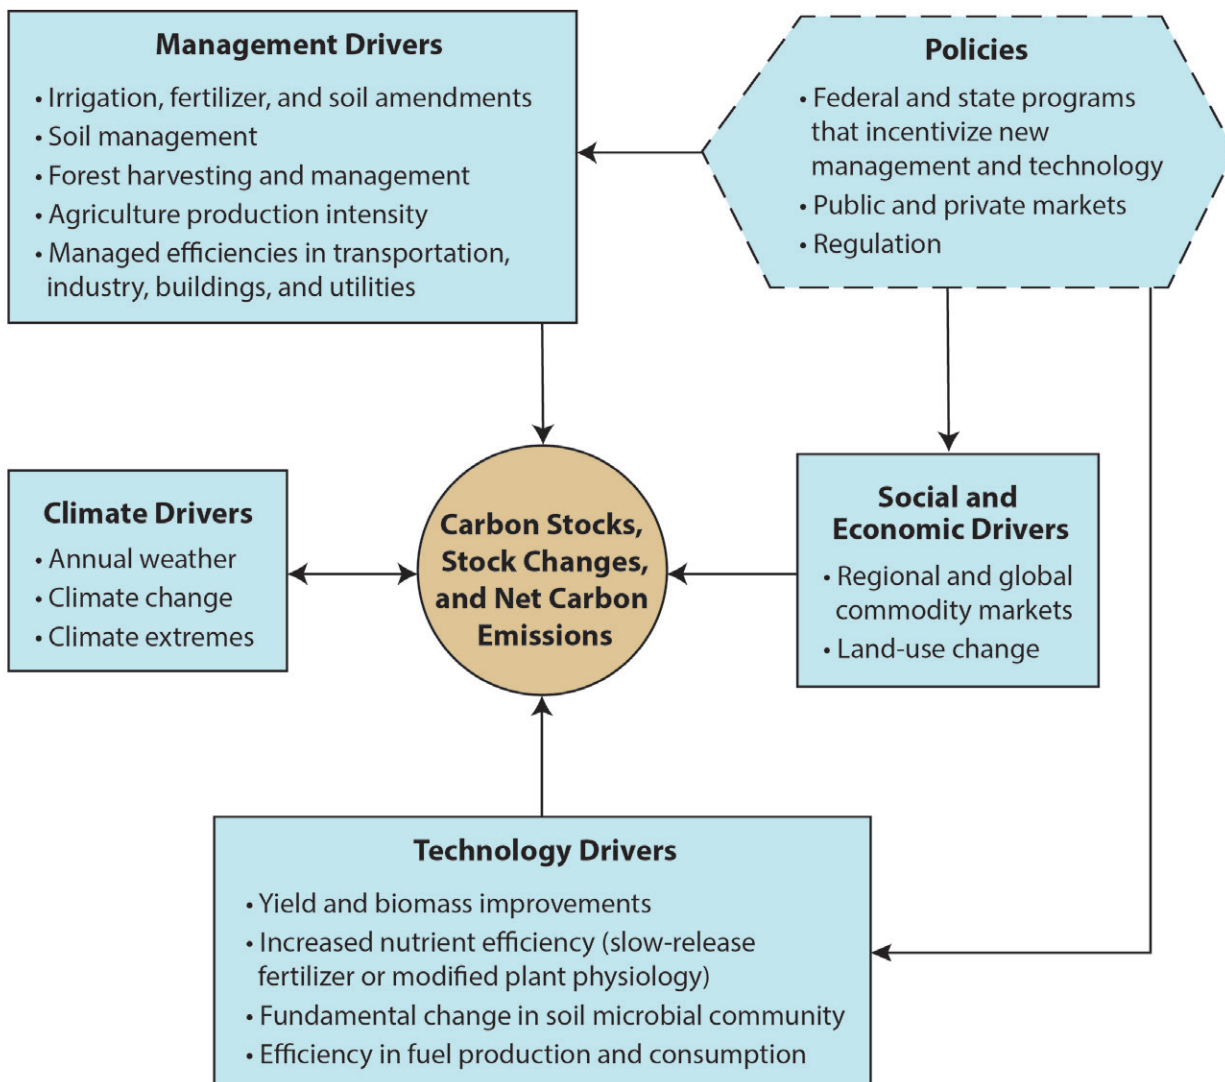 Management Drivers
• Irrigation, fertilizer, and soil amendments
• Soil management
• Forest harvesting and management
• Agriculture production intensity
• Managed efficiencies in transportation,
industry, buildings, and utilities
Policies
• Federal and state programs
that incentivize new
management and technology
• Public and private markets
• Regulation
Climate Drivers
• Annual weather
• Climate change
• Climate extremes
Carbon Stocks,
Stock Changes,
and Net Carbon
Emissions
Social and
Economic Drivers
• Regional and global
commodity markets
• Land-use change
Technology Drivers
• Yield and biomass improvements
• Increased nutrient efficiency (slow-release
fertilizer or modified plant physiology)
• Fundamental change in soil microbial community
• Efficiency in fuel production and consumption